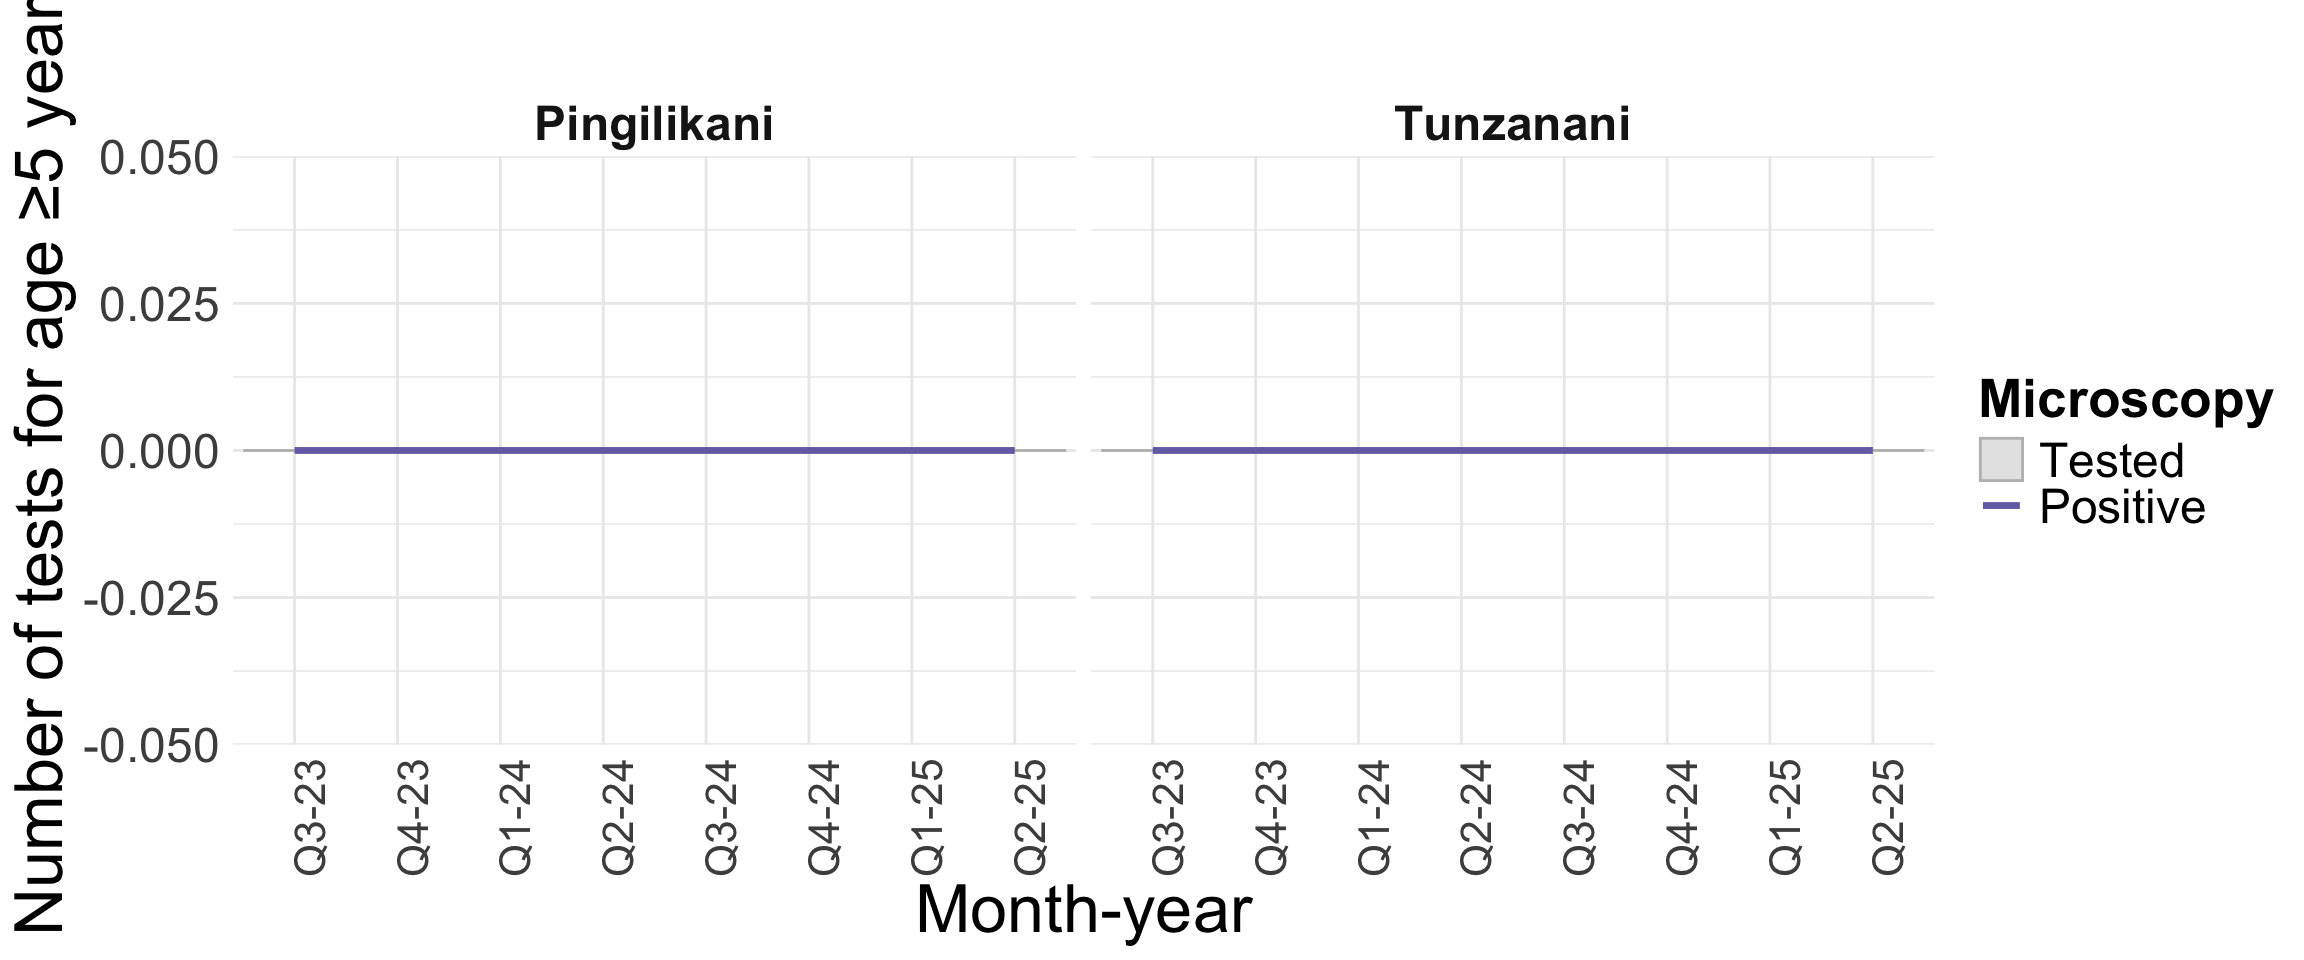 Number of tests for age ≥5 year
Pingilikani
Tunzanani
0.050
0.025
0.000
-0.025
-0.050
Q3-23
Q4-23
Q1-24
Q2-24
Q3-24
Q4-24
Q1-25
Q2-25
Q3-23
Q4-23
Q1-24
Q2-24
Q3-24
Q4-24
Q1-25
Q2-25
Month-year
Microscopy
Tested
Positive